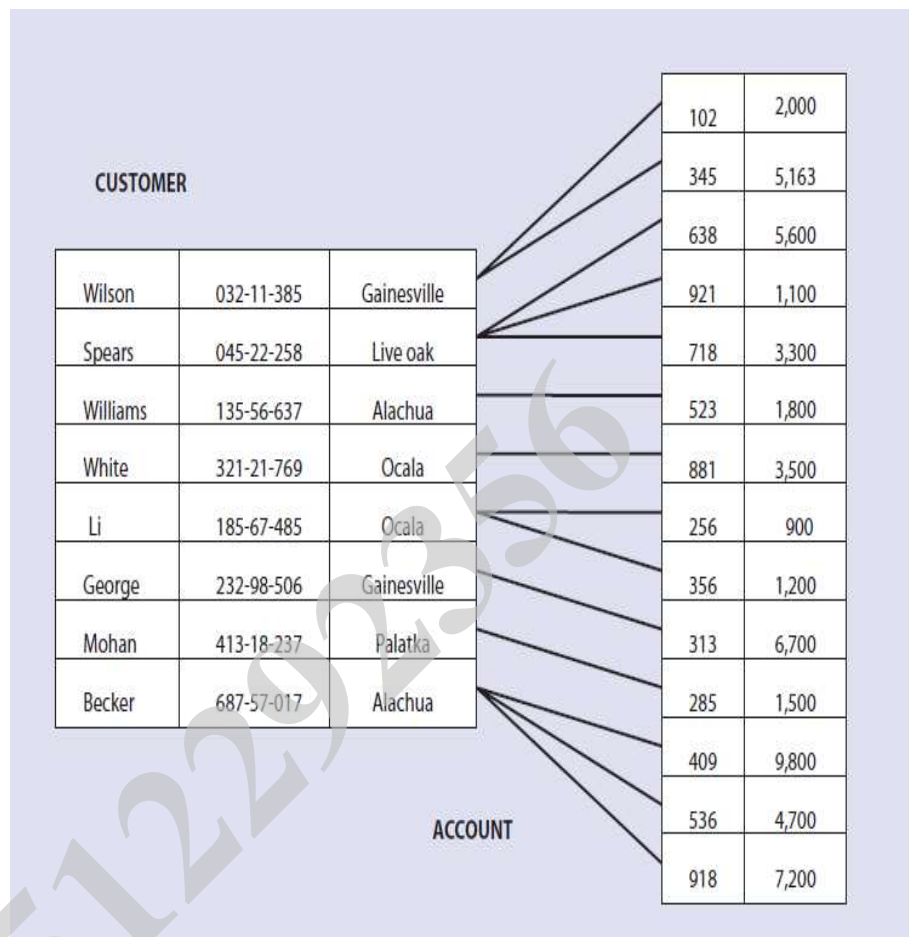 CUSTOMER
Wilson 032-11-385 Gainesville
Spears 045-22-258 Live oak
Williams 135-56-637 Alachua
White 321-21-769 Ocala
Li 185-67-485 Ocala
George 232-98-506 Gainesville
Mohan 413-18-237 Palatka
Becker 687-57-017 Alachua
ACCOUNT
102 2,000
345 5,163
638 5,600
921 1,100
718 3,300
523 1,800
881 3,500
256 900
356 1,200
313 6,700
285 1,500
409 9,800
536 4,700
918 7,200
51229356